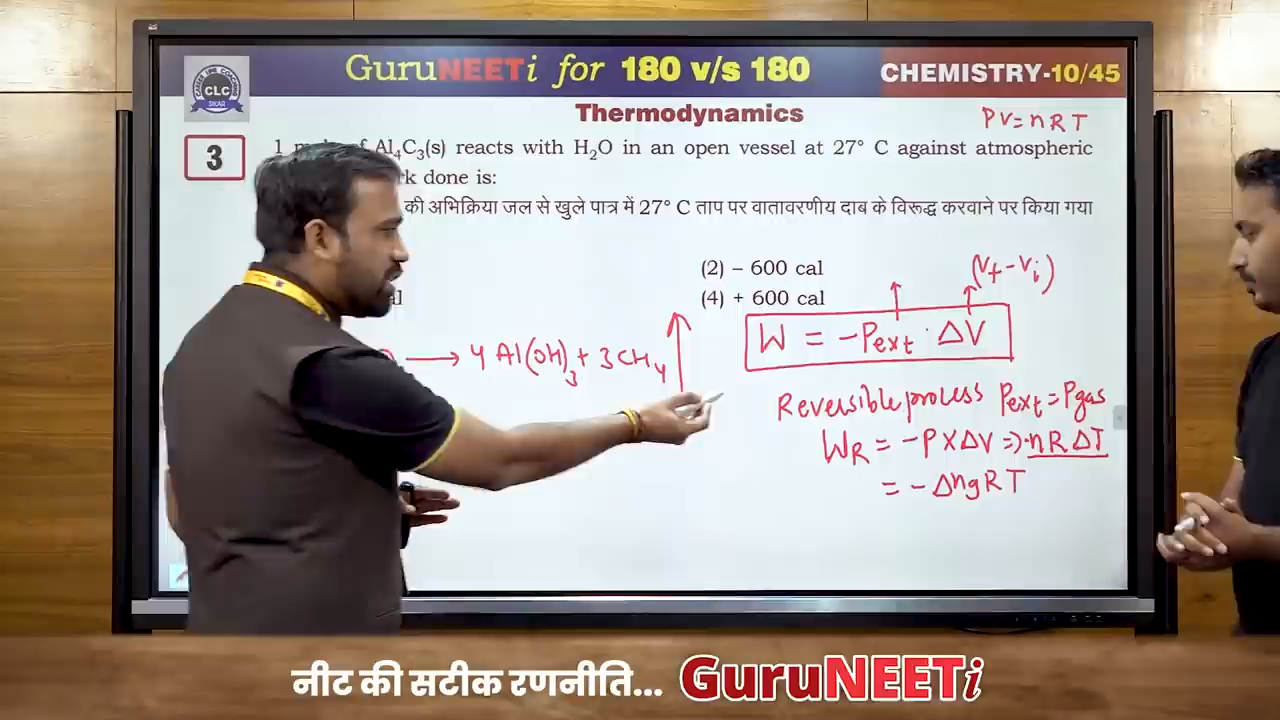 GuruNEETi for 180 v/s 180
CHEMISTRY-10/45
CLC
SIKAR
Thermodynamics
PV=nRT
3
1 of Al₄C₃(s) reacts with H₂O in an open vessel at 27° C against atmospheric
done is:
की अभिक्रिया जल से खुले पात्र में 27° C ताप पर वातावरणीय दाब के विरूद्ध करवाने पर किया गया
(2) – 600 cal
(Vf-Vi)
(4) + 600 cal
W = -Pext . ΔV
⟶ 4 Al(OH)₃ + 3CH₄ ↑
Reversible process Pext = Pgas
WR = -P×ΔV ⇒ nRΔT
= - ΔngRT
नीट की सटीक रणनीति... GuruNEETi